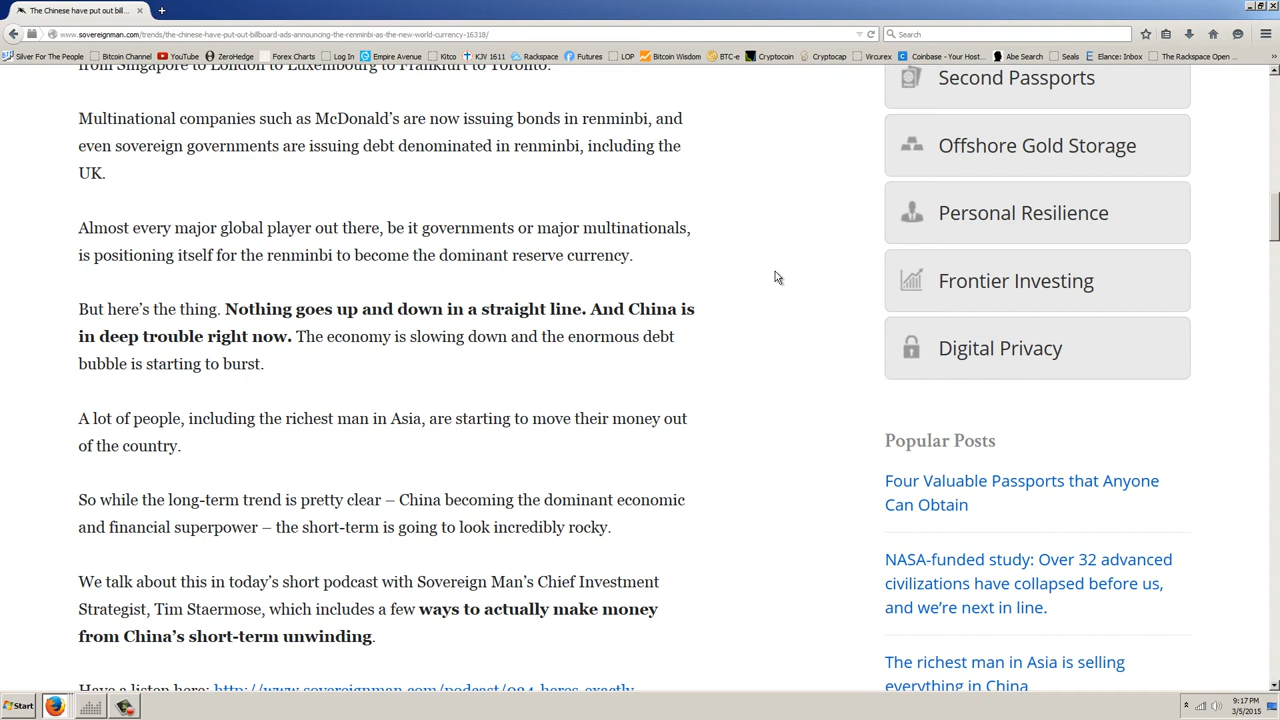 The Chinese have put out bill...
www.sovereignman.com/trends/the-chinese-have-put-out-billboard-ads-announcing-the-renminbi-as-the-new-world-currency-16318/
Search
Silver For The People
Bitcoin Channel
YouTube
ZeroHedge
Forex Charts
Log In
Empire Avenue
Kitco
KJV 1611
Rackspace
Futures
LOP
Bitcoin Wisdom
BTC-e
Cryptocoin
Cryptocap
Vircurex
Coinbase - Your Host...
Abe Search
Seals
Elance: Inbox
The Rackspace Open ...
from Singapore to London to Luxembourg to Frankfurt to Toronto.
Multinational companies such as McDonald's are now issuing bonds in renminbi, and
even sovereign governments are issuing debt denominated in renminbi, including the
UK.
Almost every major global player out there, be it governments or major multinationals,
is positioning itself for the renminbi to become the dominant reserve currency.
But here's the thing. Nothing goes up and down in a straight line. And China is
in deep trouble right now. The economy is slowing down and the enormous debt
bubble is starting to burst.
A lot of people, including the richest man in Asia, are starting to move their money out
of the country.
So while the long-term trend is pretty clear – China becoming the dominant economic
and financial superpower – the short-term is going to look incredibly rocky.
We talk about this in today's short podcast with Sovereign Man's Chief Investment
Strategist, Tim Staermose, which includes a few ways to actually make money
from China's short-term unwinding.
Have a listen here: http://www.sovereignman.com/podcast/034-heres-exactly
Second Passports
Offshore Gold Storage
Personal Resilience
Frontier Investing
Digital Privacy
Popular Posts
Four Valuable Passports that Anyone
Can Obtain
NASA-funded study: Over 32 advanced
civilizations have collapsed before us,
and we're next in line.
The richest man in Asia is selling
everything in China
Start
9:17 PM
3/5/2015